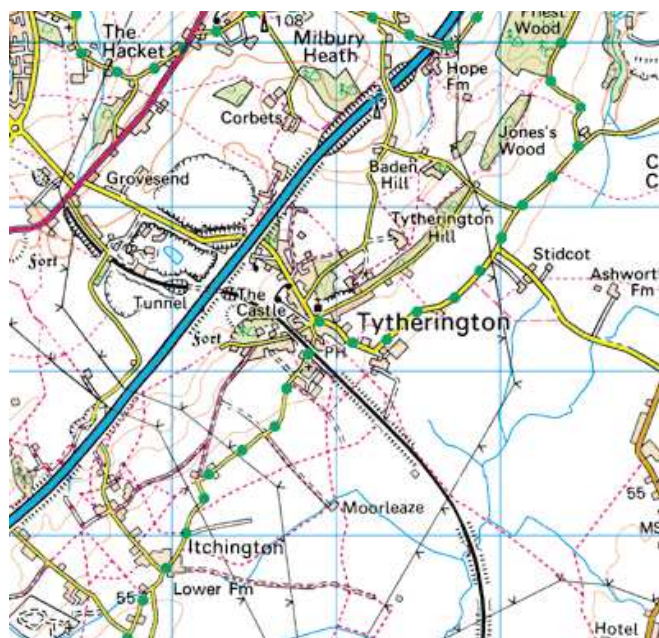 108
Priest
Wood
The
Hacket
Milbury
Heath
Hope
Fm
Corbets
Jones's
Wood
C
C
Baden
Hill
Grovesend
Tytherington
Hill
Fort
Stidcot
Ashworth
Fm
Tunnel
The
Castle
Tytherington
Fort
PH
55
Moorleaze
MS
Itchington
Lower Fm
55
Hotel